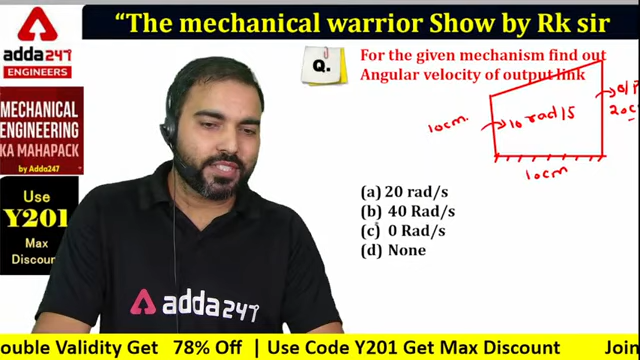 "The mechanical warrior Show by Rk sir
adda247
ENGINEERS
MECHANICAL
ENGINEERING
KA MAHAPACK
by Adda247
Use
Y201
Max
Discoun
Q.
For the given mechanism find out
Angular velocity of output link
10cm.
10 rad/s
O/P
20c
10cm
(a) 20 rad/s
(b) 40 Rad/s
(c) 0 Rad/s
(d) None
adda247
ouble Validity Get 78% Off | Use Code Y201 Get Max Discount Join